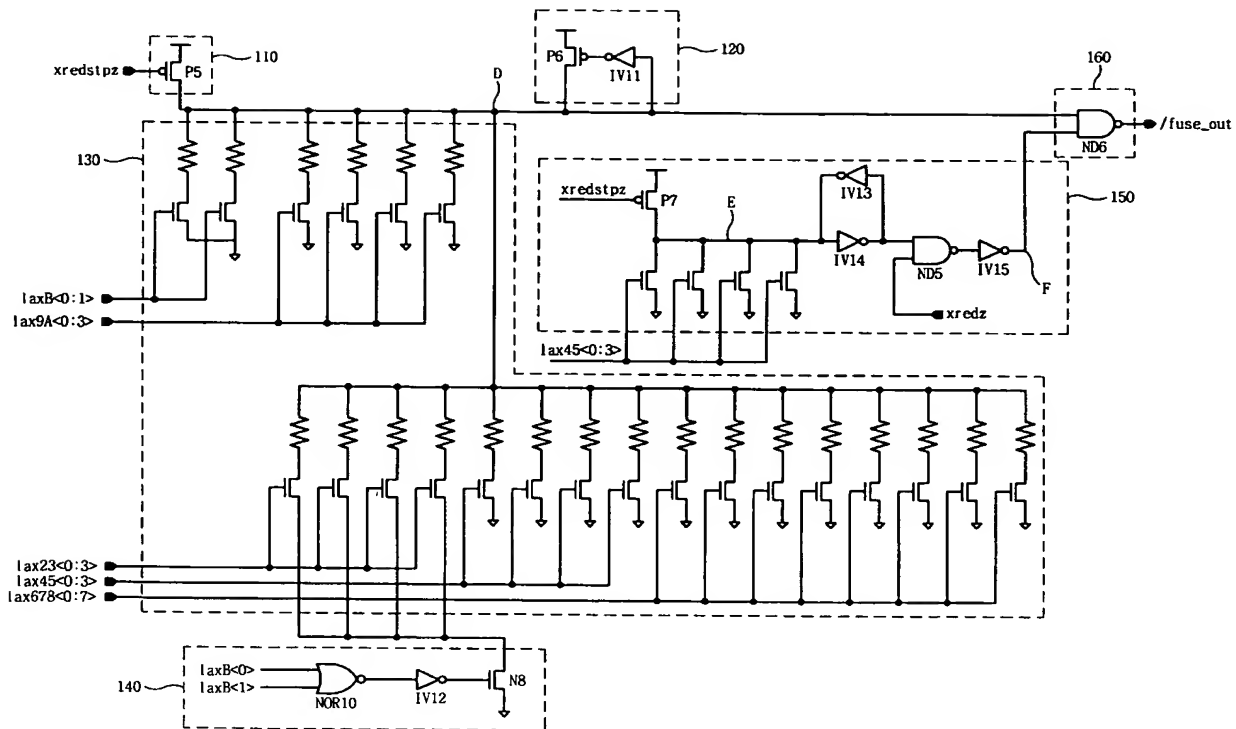 110
120
160
xredstpz
P5
P6
IV11
D
/fuse_out
ND6
130
xredstpz
P7
E
IV13
IV14
ND5
IV15
F
150
xredz
laxB<0:1>
lax9A<0:3>
lax45<0:3>
lax23<0:3>
lax45<0:3>
lax678<0:7>
140
laxB<0>
laxB<1>
NOR10
IV12
N8